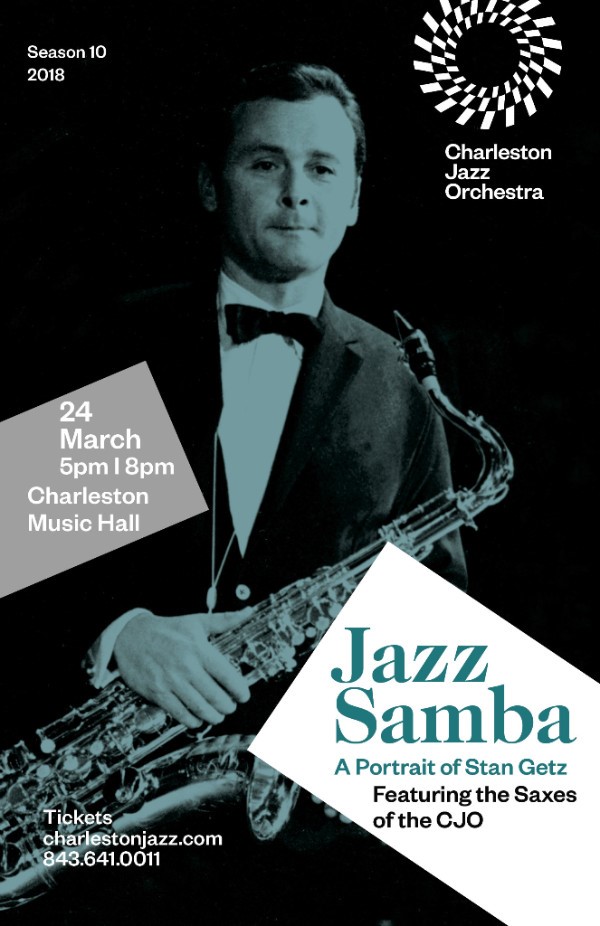 Season 10
2018
Charleston
Jazz
Orchestra
24
March
5pm | 8pm
Charleston
Music Hall
Jazz
Samba
A Portrait of Stan Getz
Featuring the Saxes
of the CJO
Tickets
charlestonjazz.com
843.641.0011